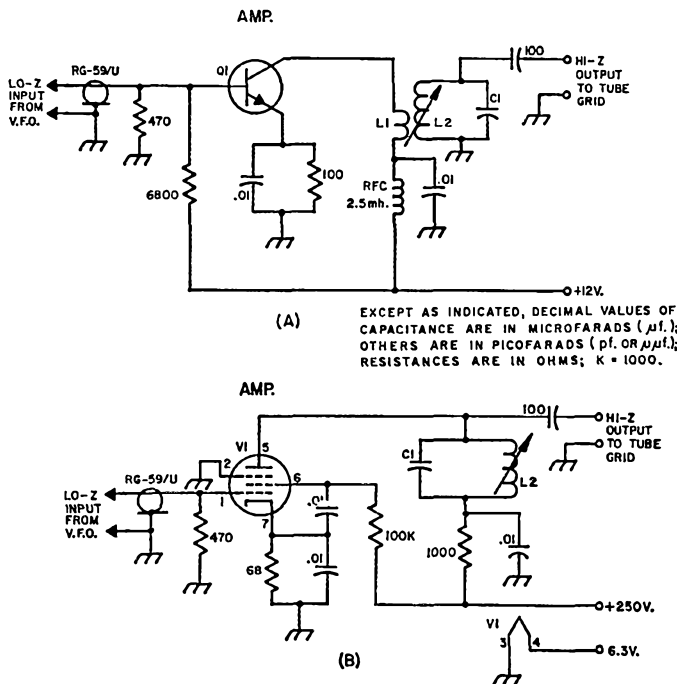 AMP.
RG-59/U
LO-Z
INPUT
FROM
V.F.O.
470
6800
Q1
.01
100
L1
L2
C1
100
HI-Z
OUTPUT
TO TUBE
GRID
RFC
2.5mh.
.01
+12V.
(A)
EXCEPT AS INDICATED, DECIMAL VALUES OF
CAPACITANCE ARE IN MICROFARADS (μf.);
OTHERS ARE IN PICOFARADS (pf. OR μμf.);
RESISTANCES ARE IN OHMS; K = 1000.
AMP.
RG-59/U
LO-Z
INPUT
FROM
V.F.O.
470
V1
5
2
6
1
7
.01
68
.01
100K
C1
L2
100
HI-Z
OUTPUT
TO TUBE
GRID
1000
.01
+250V.
V1
3
4
6.3V.
(B)